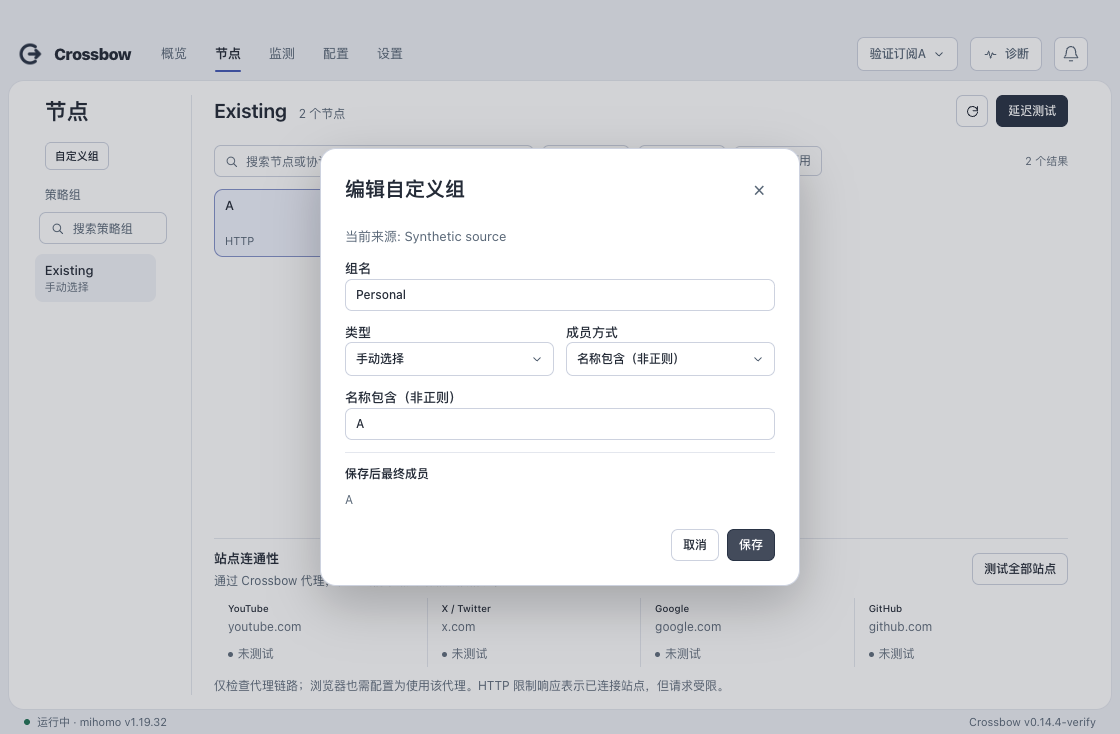 Crossbow
概览
节点
监测
配置
设置
验证订阅A
诊断
节点
自定义组
策略组
搜索策略组
Existing
手动选择
Existing
2 个节点
延迟测试
搜索节点或协
用
2 个结果
A
HTTP
编辑自定义组
当前来源: Synthetic source
组名
Personal
类型
成员方式
手动选择
名称包含（非正则）
名称包含（非正则）
A
保存后最终成员
A
取消
保存
站点连通性
通过 Crossbow 代理，
测试全部站点
YouTube
youtube.com
未测试
X / Twitter
x.com
未测试
Google
google.com
未测试
GitHub
github.com
未测试
仅检查代理链路；浏览器也需配置为使用该代理。HTTP 限制响应表示已连接站点，但请求受限。
运行中 · mihomo v1.19.32
Crossbow v0.14.4-verify